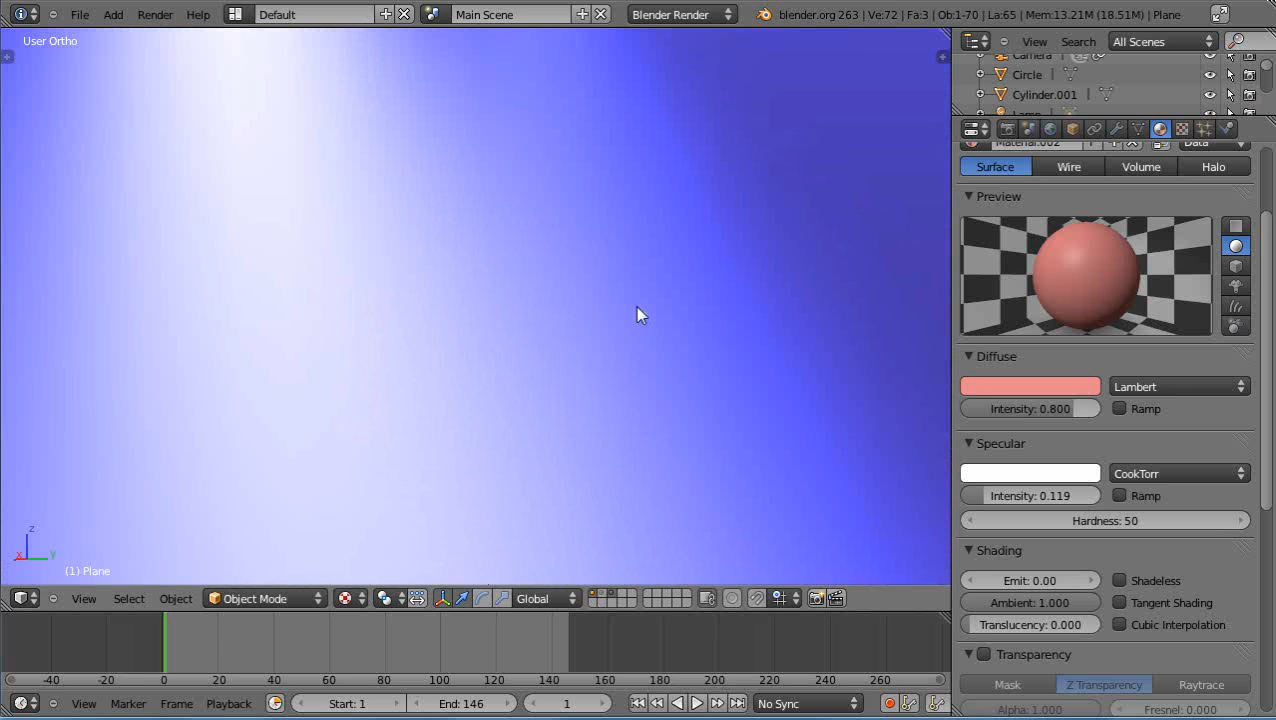 File Add Render Help Default Main Scene Blender Render blender.org 263 | Ve:72 | Fa:3 | Ob:1-70 | La:65 | Mem:13.21M (18.51M) | Plane
User Ortho
View Search All Scenes
Camera
Circle
Cylinder.001
Lamp
Material.002 Data
Surface Wire Volume Halo
Preview
Diffuse
Lambert
Intensity: 0.800 Ramp
Specular
CookTorr
Intensity: 0.119 Ramp
Hardness: 50
Shading
Emit: 0.00 Shadeless
Ambient: 1.000 Tangent Shading
Translucency: 0.000 Cubic Interpolation
Transparency
Mask Z Transparency Raytrace
Alpha: 1.000 Fresnel: 0.000
z
x y
(1) Plane
View Select Object Object Mode Global
-40 -20 0 20 40 60 80 100 120 140 160 180 200 220 240 260
View Marker Frame Playback Start: 1 End: 146 1 No Sync